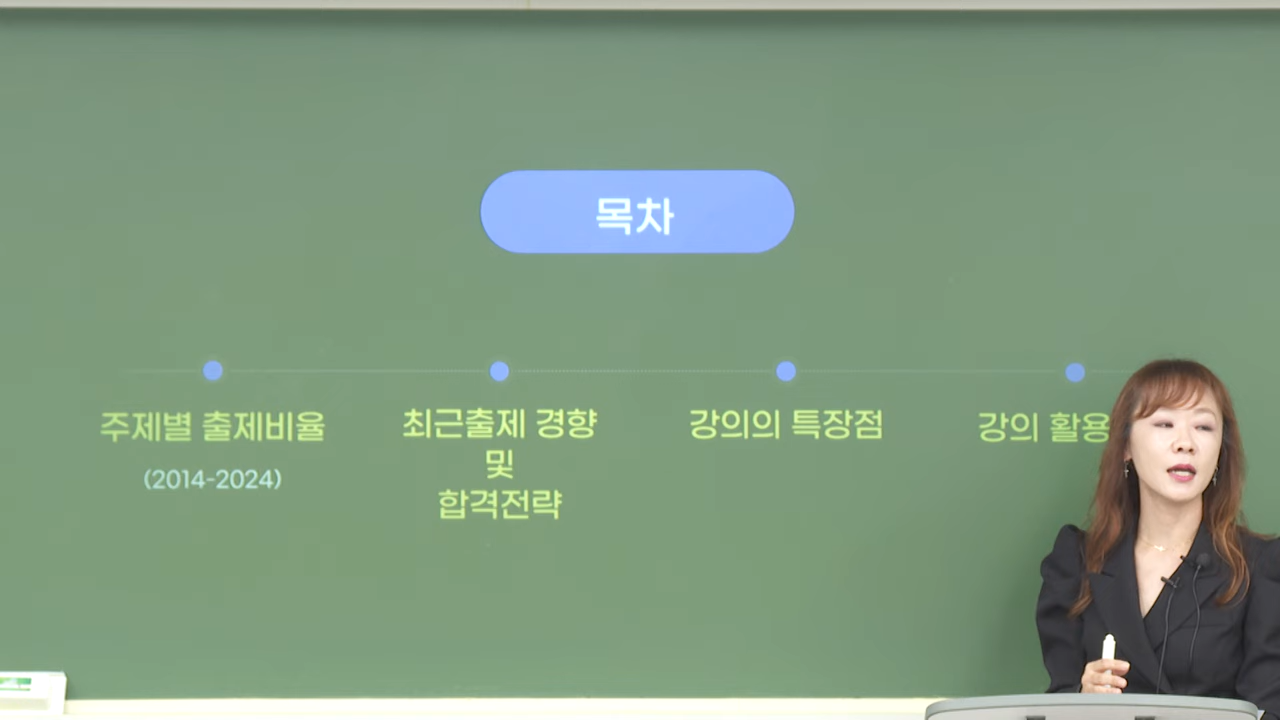 목차
주제별 출제비율
(2014-2024)
최근출제 경향
및
합격전략
강의의 특장점
강의 활용